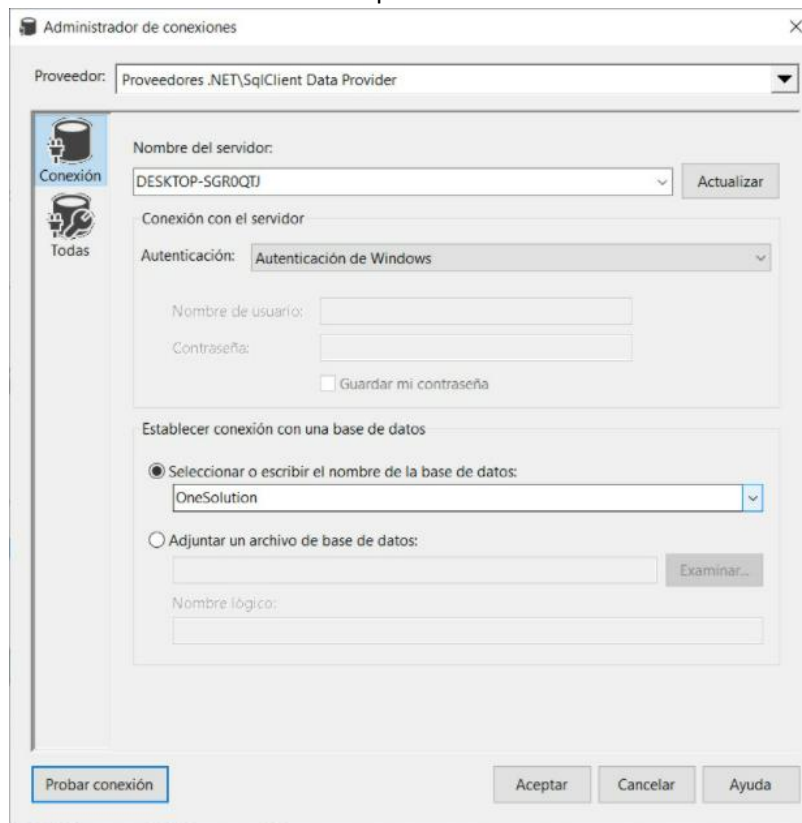 Administrador de conexiones
Proveedor: Proveedores .NET\SqlClient Data Provider
Conexión
Todas
Nombre del servidor:
DESKTOP-SGR0QTJ Actualizar
Conexión con el servidor
Autenticación: Autenticación de Windows
Nombre de usuario:
Contraseña:
Guardar mi contraseña
Establecer conexión con una base de datos
Seleccionar o escribir el nombre de la base de datos:
OneSolution
Adjuntar un archivo de base de datos:
Examinar...
Nombre lógico:
Probar conexión Aceptar Cancelar Ayuda